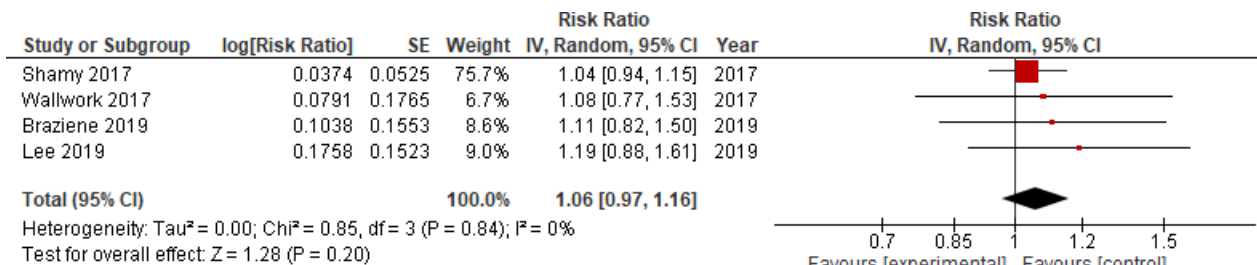 Risk Ratio Risk Ratio
Study or Subgroup log[Risk Ratio] SE Weight IV, Random, 95% CI Year IV, Random, 95% CI
Shamy 2017 0.0374 0.0525 75.7% 1.04 [0.94, 1.15] 2017
Wallwork 2017 0.0791 0.1765 6.7% 1.08 [0.77, 1.53] 2017
Braziene 2019 0.1038 0.1553 8.6% 1.11 [0.82, 1.50] 2019
Lee 2019 0.1758 0.1523 9.0% 1.19 [0.88, 1.61] 2019
Total (95% CI) 100.0% 1.06 [0.97, 1.16]
Heterogeneity: Tau² = 0.00; Chi² = 0.85, df = 3 (P = 0.84); I² = 0%
Test for overall effect: Z = 1.28 (P = 0.20)
0.7 0.85 1 1.2 1.5
Favours [experimental] Favours [control]